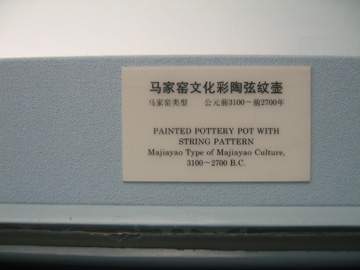 马家窑文化彩陶弦纹壶
马家窑类型 公元前3100～前2700年
PAINTED POTTERY POT WITH
STRING PATTERN
Majiayao Type of Majiayao Culture,
3100～2700 B.C.